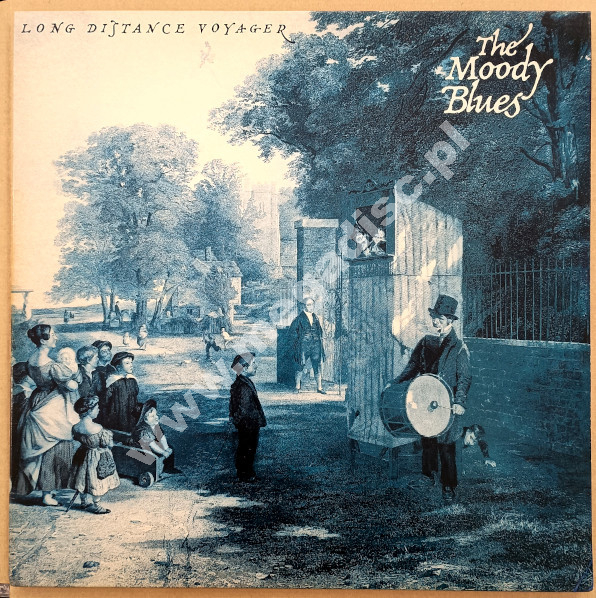 LONG DISTANCE VOYAGER
The
Moody
Blues